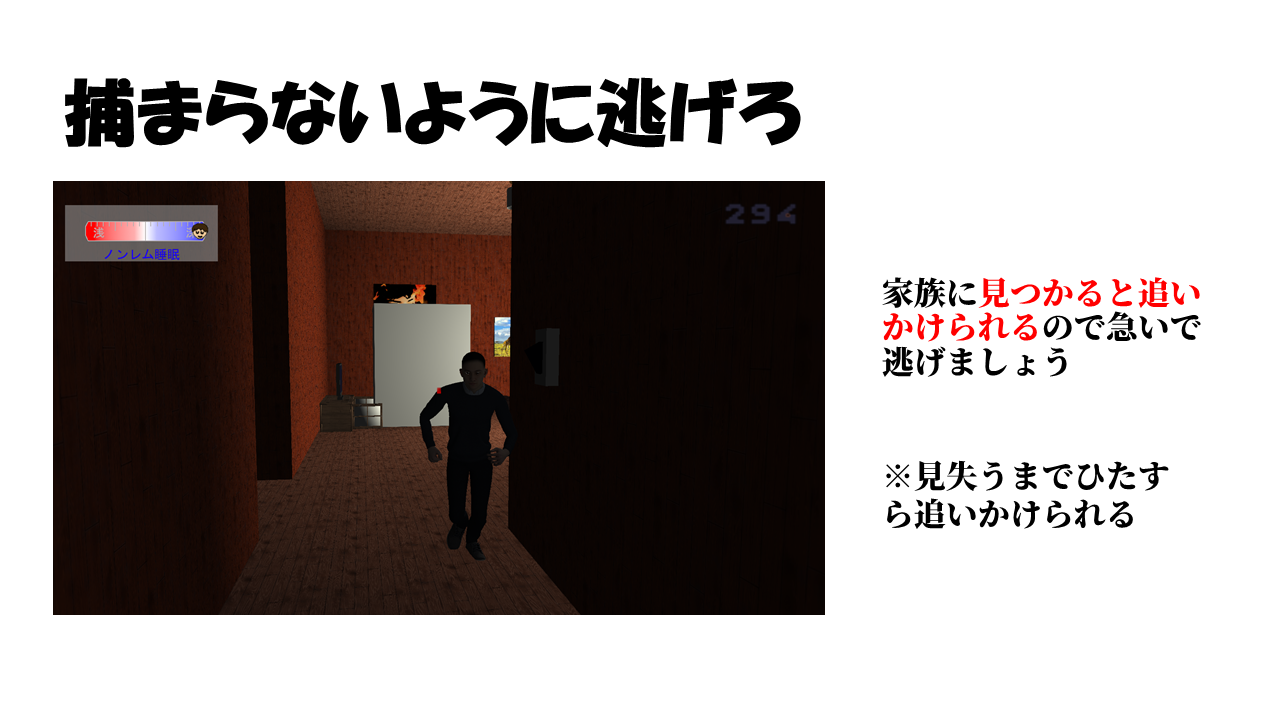 捕まらないように逃げろ
浅
ノンレム睡眠
294
家族に見つかると追い
かけられるので急いで
逃げましょう
※見失うまでひたす
ら追いかけられる